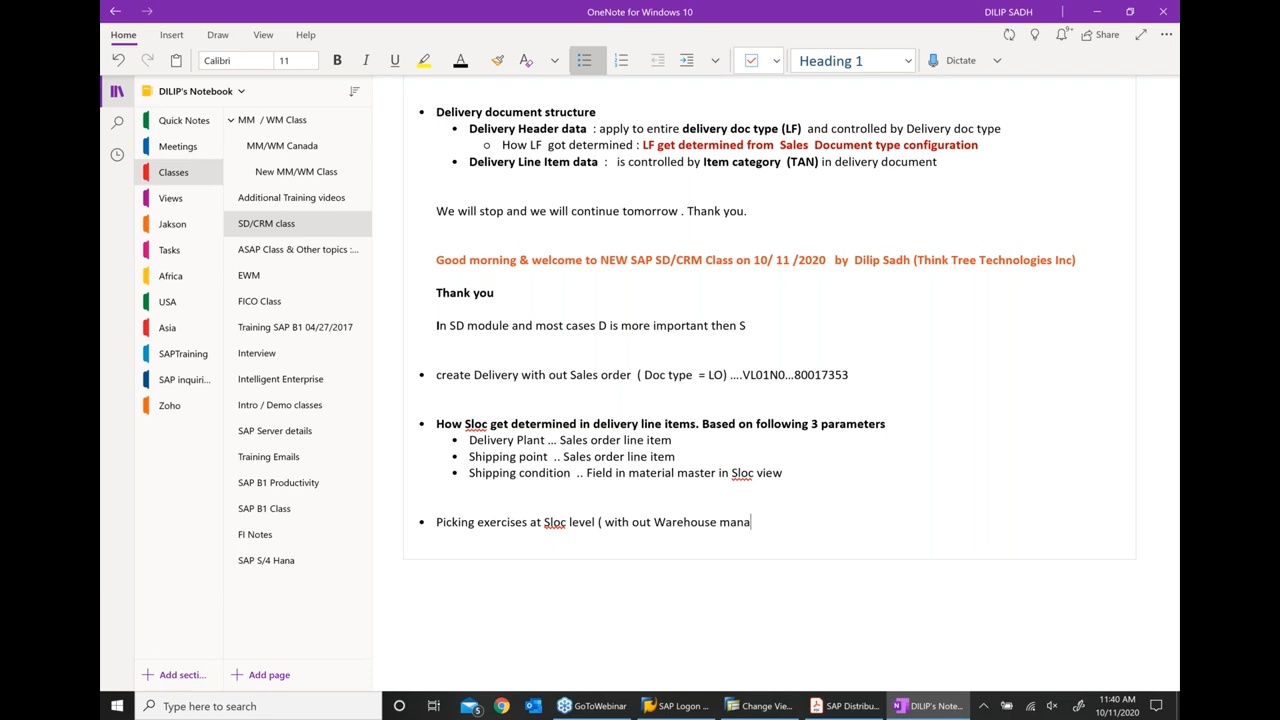 OneNote for Windows 10
DILIP SADH
Home Insert Draw View Help
Share
Calibri 11 B I U A Heading 1 Dictate
DILIP's Notebook
Quick Notes
Meetings
Classes
Views
Jakson
Tasks
Africa
USA
Asia
SAPTraining
SAP inquiri...
Zoho
Add secti...
MM / WM Class
MM/WM Canada
New MM/WM Class
Additional Training videos
SD/CRM class
ASAP Class & Other topics :...
EWM
FICO Class
Training SAP B1 04/27/2017
Interview
Intelligent Enterprise
Intro / Demo classes
SAP Server details
Training Emails
SAP B1 Productivity
SAP B1 Class
FI Notes
SAP S/4 Hana
Add page
• Delivery document structure
• Delivery Header data : apply to entire delivery doc type (LF) and controlled by Delivery doc type
o How LF got determined : LF get determined from Sales Document type configuration
• Delivery Line Item data : is controlled by Item category (TAN) in delivery document
We will stop and we will continue tomorrow . Thank you.
Good morning & welcome to NEW SAP SD/CRM Class on 10/ 11 /2020 by Dilip Sadh (Think Tree Technologies Inc)
Thank you
In SD module and most cases D is more important then S
• create Delivery with out Sales order ( Doc type = LO) ....VL01N0...80017353
• How Sloc get determined in delivery line items. Based on following 3 parameters
• Delivery Plant ... Sales order line item
• Shipping point .. Sales order line item
• Shipping condition .. Field in material master in Sloc view
• Picking exercises at Sloc level ( with out Warehouse mana
Type here to search
5
GoToWebinar
SAP Logon ...
Change Vie...
SAP Distribu...
DILIP's Note...
11:40 AM
10/11/2020